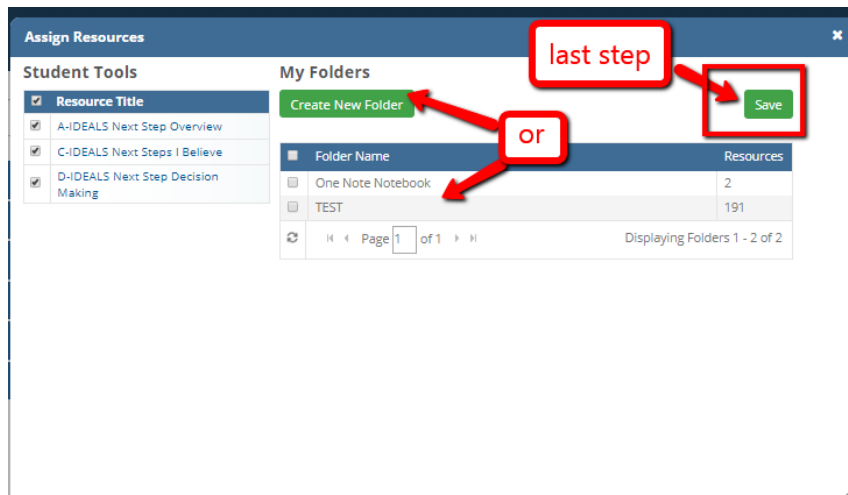 Assign Resources
last step
Student Tools
My Folders
Resource Title
Create New Folder
Save
A-IDEALS Next Step Overview
or
C-IDEALS Next Steps I Believe
Folder Name Resources
D-IDEALS Next Step Decision
Making
One Note Notebook 2
TEST 191
Page 1 of 1 Displaying Folders 1 - 2 of 2